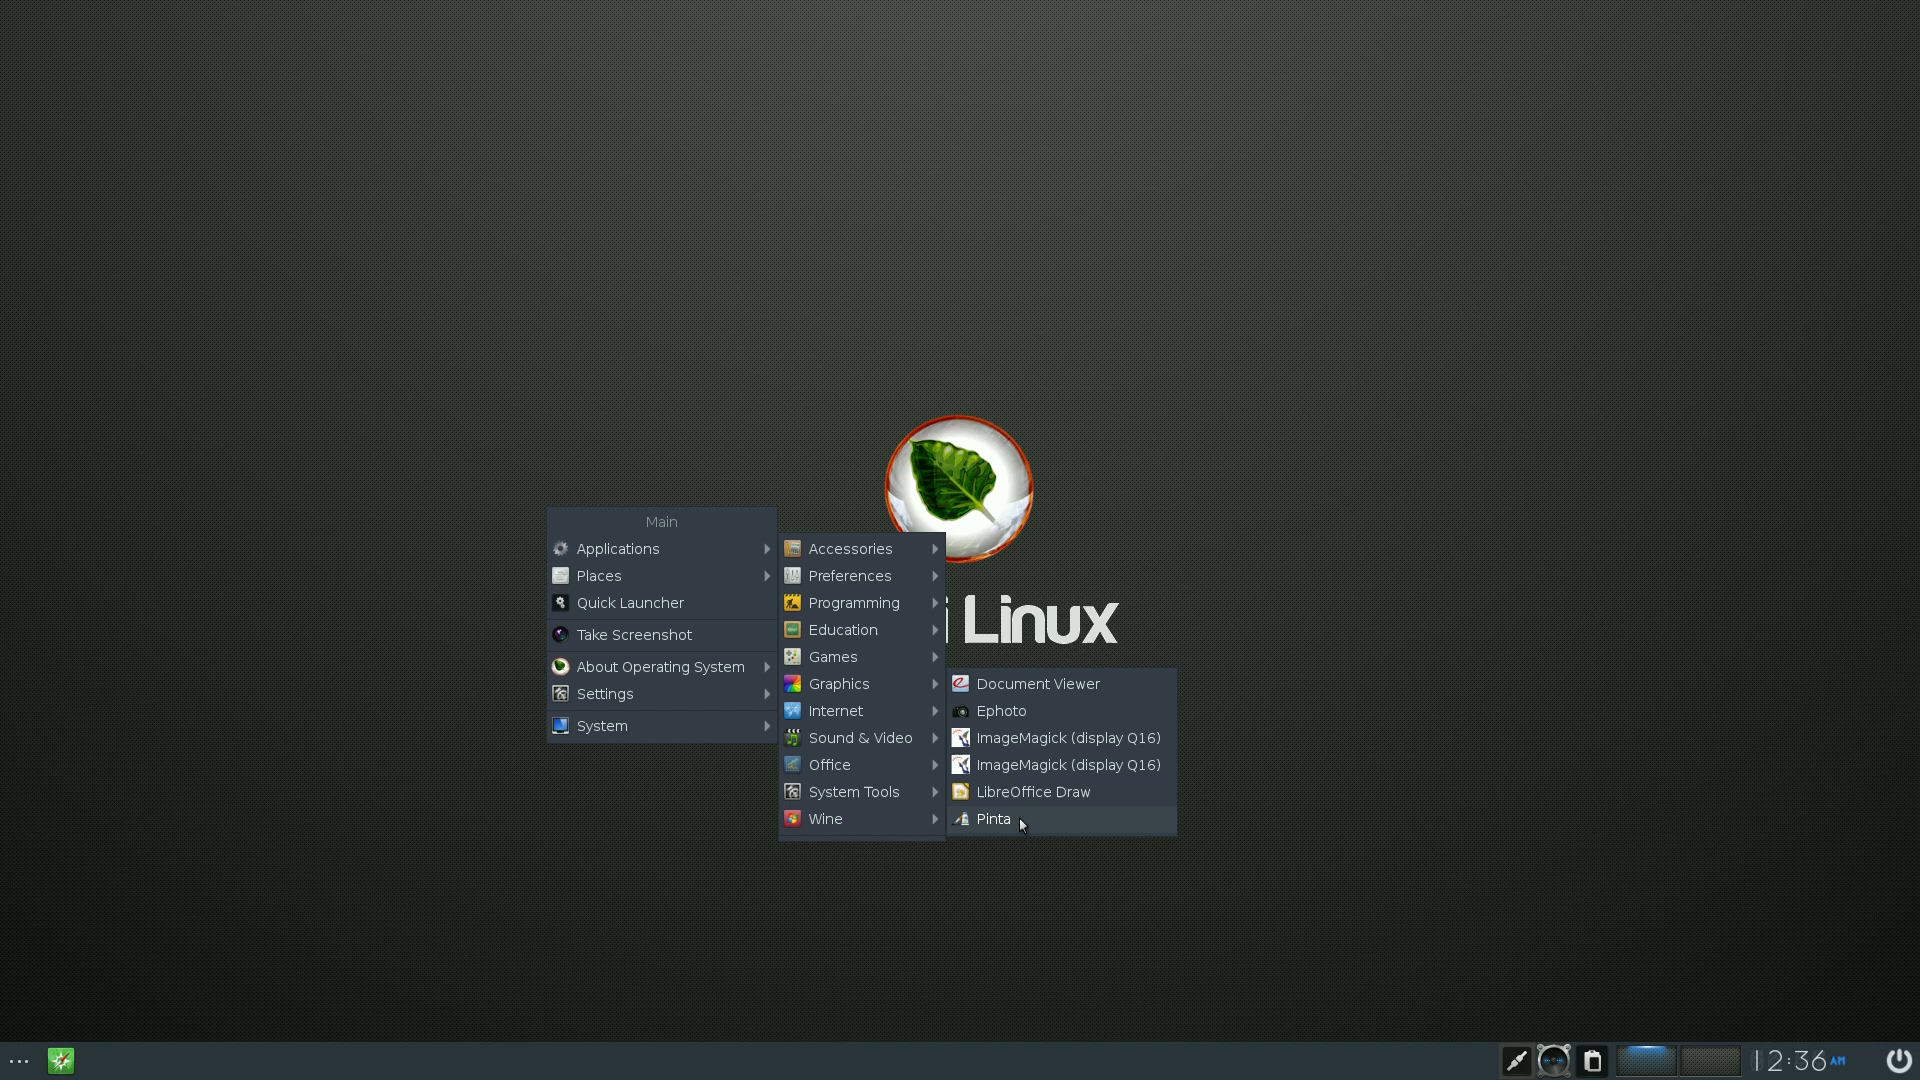 Main
Applications
Places
Quick Launcher
Take Screenshot
About Operating System
Settings
System
Accessories
Preferences
Programming
Education
Games
Graphics
Internet
Sound & Video
Office
System Tools
Wine
i Linux
Document Viewer
Ephoto
ImageMagick (display Q16)
ImageMagick (display Q16)
LibreOffice Draw
Pinta
12:36 AM